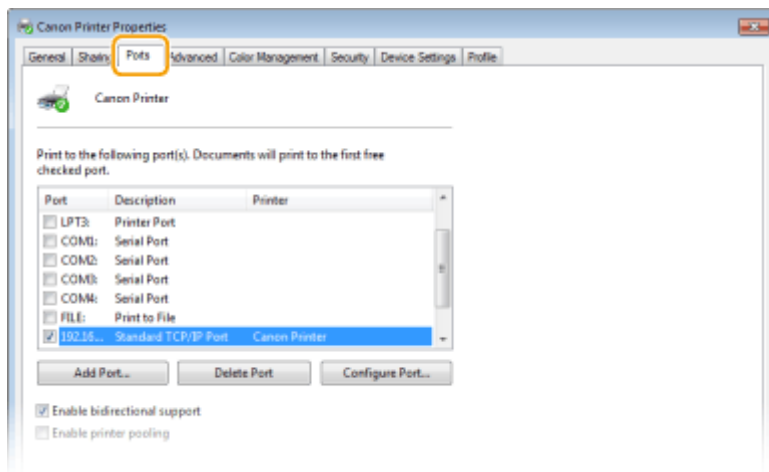 Canon Printer Properties
General Sharing Ports Advanced Color Management Security Device Settings Profile
Canon Printer
Print to the following port(s). Documents will print to the first free
checked port.
Port Description Printer
LPT3: Printer Port
COM1: Serial Port
COM2: Serial Port
COM3: Serial Port
COM4: Serial Port
FILE: Print to File
192.16... Standard TCP/IP Port Canon Printer
Add Port... Delete Port Configure Port...
Enable bidirectional support
Enable printer pooling